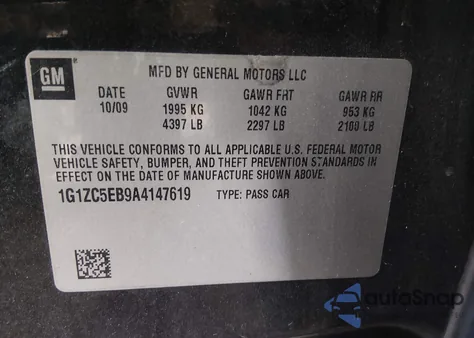 GM
MFD BY GENERAL MOTORS LLC
DATE GVWR GAWR FRT GAWR RR
10/09 1995 KG 1042 KG 953 KG
4397 LB 2297 LB 2100 LB
THIS VEHICLE CONFORMS TO ALL APPLICABLE U.S. FEDERAL MOTOR
VEHICLE SAFETY, BUMPER, AND THEFT PREVENTION STANDARDS IN
EFFECT ON THE DATE OF MANUFACTURE SHOWN ABOVE.
1G1ZC5EB9A4147619 TYPE: PASS CAR
autoSnap